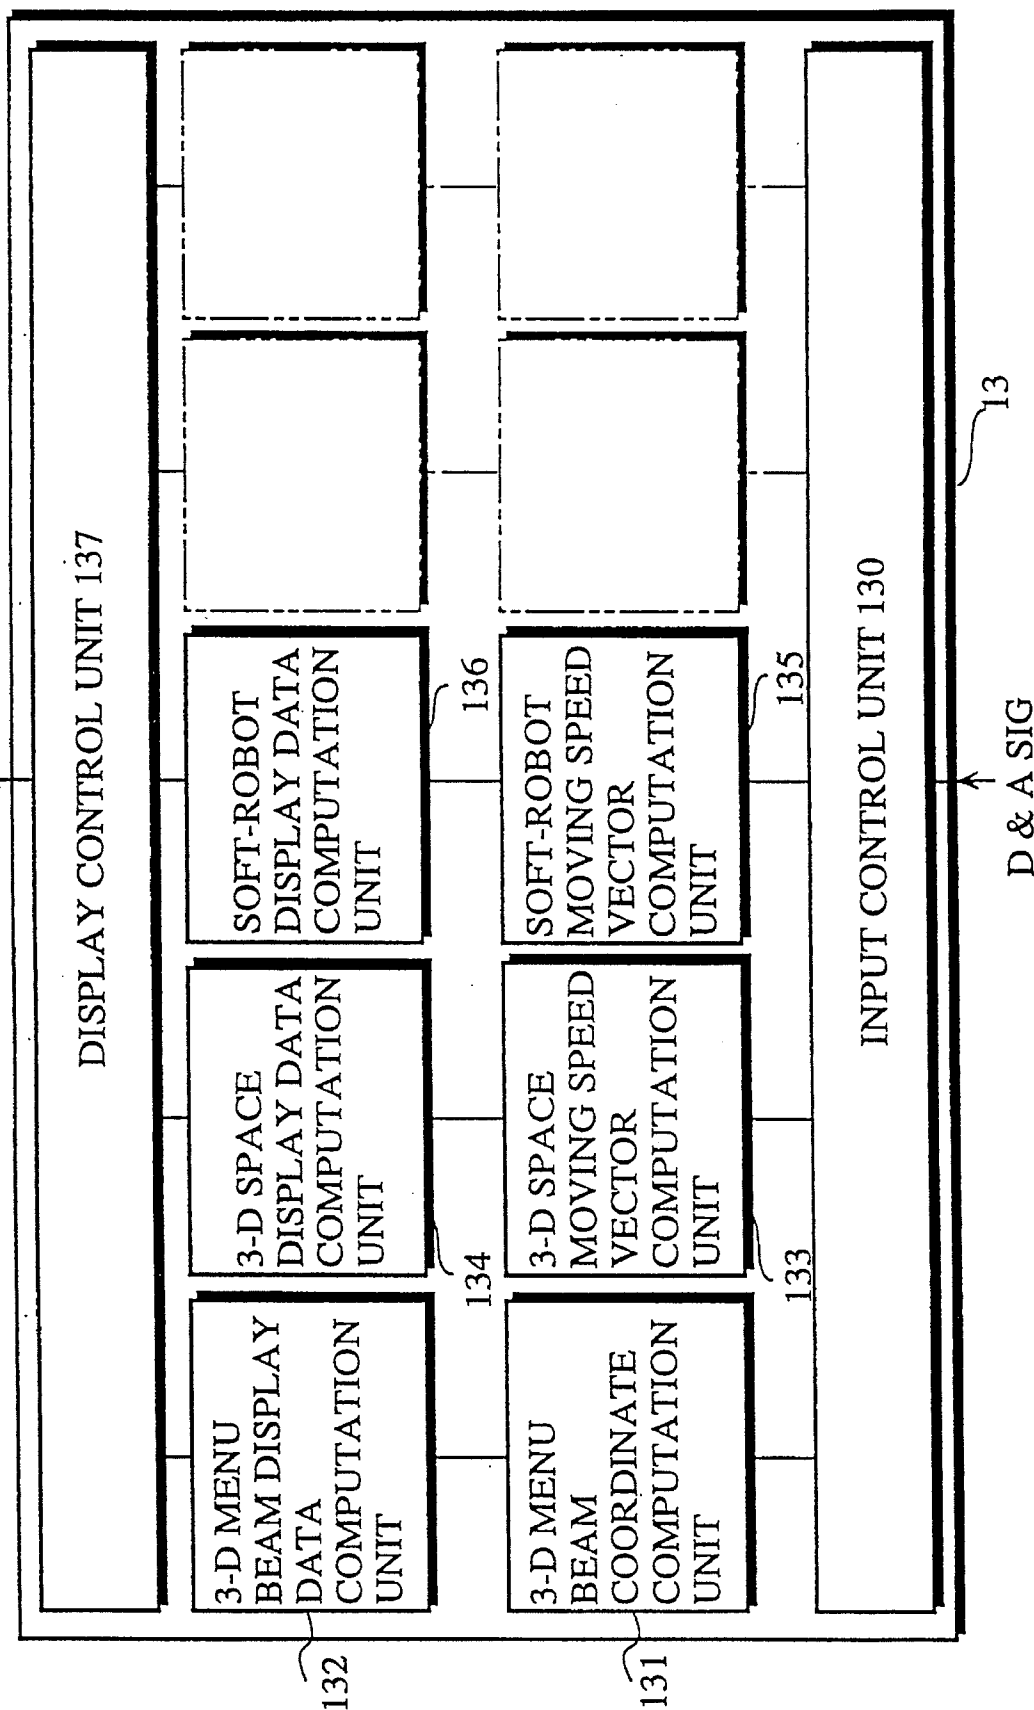 DISPLAY CONTROL UNIT 137
3-D MENU
BEAM DISPLAY
DATA
COMPUTATION
UNIT
132
3-D SPACE
DISPLAY DATA
COMPUTATION
UNIT
134
SOFT-ROBOT
DISPLAY DATA
COMPUTATION
UNIT
136
3-D MENU
BEAM
COORDINATE
COMPUTATION
UNIT
131
3-D SPACE
MOVING SPEED
VECTOR
COMPUTATION
UNIT
133
SOFT-ROBOT
MOVING SPEED
VECTOR
COMPUTATION
UNIT
135
INPUT CONTROL UNIT 130
13
D & A SIG